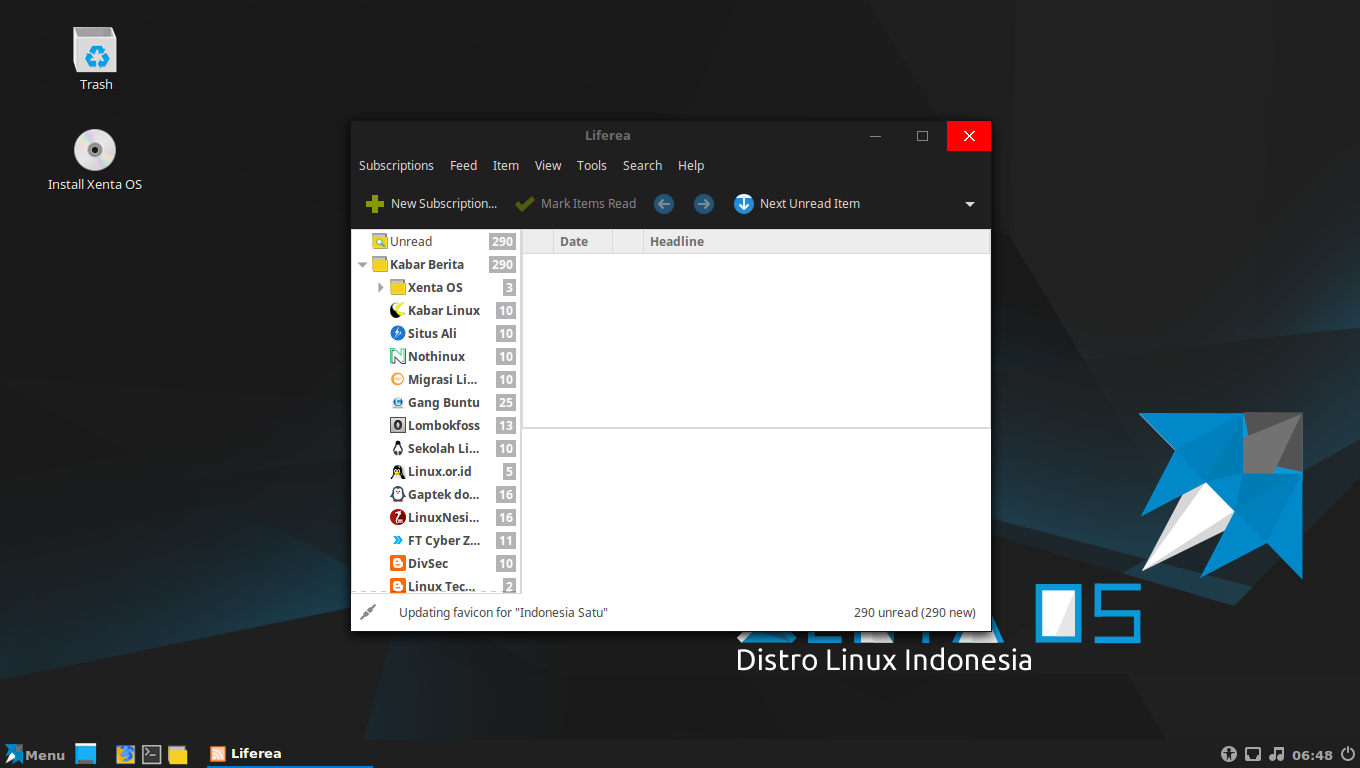 Trash
Install Xenta OS
Liferea
Subscriptions Feed Item View Tools Search Help
New Subscription... Mark Items Read Next Unread Item
Unread 290
Date Headline
Kabar Berita 290
Xenta OS 3
Kabar Linux 10
Situs Ali 10
Nothinux 10
Migrasi Li... 10
Gang Buntu 25
Lombokfoss 13
Sekolah Li... 10
Linux.or.id 5
Gaptek do... 16
LinuxNesi... 16
FT Cyber Z... 11
DivSec 10
Linux Tec... 2
Updating favicon for "Indonesia Satu" 290 unread (290 new)
OS
Distro Linux Indonesia
Menu Liferea 06:48